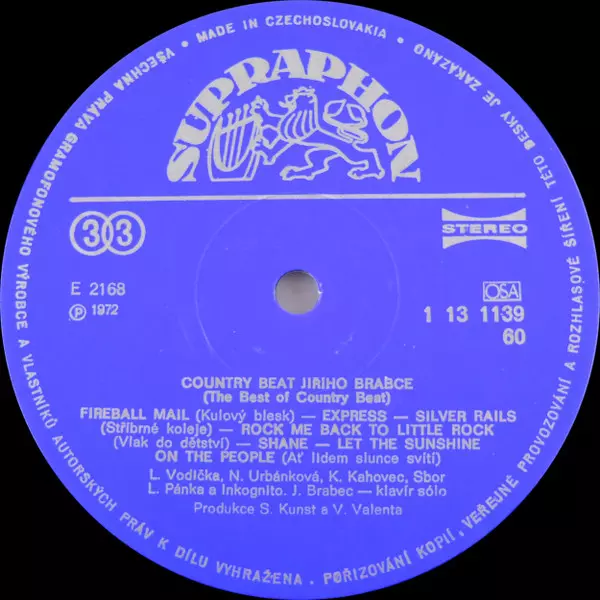 VŠECHNA PRÁVA GRAMOFONOVÉHO VÝROBCE A VLASTNÍKŮ AUTORSKÝCH PRÁV K DÍLU VYHRAŽENA . POŘIZOVÁNÍ KOPIÍ, VEŘEJNÉ PROVOZOVÁNÍ A ROZHLASOVÉ ŠÍŘENÍ TÉTO DESKY JE ZAKÁZÁNO
• MADE IN CZECHOSLOVAKIA •
SUPRAPHON
33
STEREO
E 2168
Ⓟ 1972
OSA
1 13 1139
60
COUNTRY BEAT JIŘÍHO BRABCE
(The Best of Country Beat)
FIREBALL MAIL (Kulový blesk) — EXPRESS — SILVER RAILS
(Stříbrné koleje) — ROCK ME BACK TO LITTLE ROCK
(Vlak do dětství) — SHANE — LET THE SUNSHINE
ON THE PEOPLE (Ať lidem slunce svítí)
L. Vodička, N. Urbánková, K. Kahovec, Sbor
L. Pánka a Inkognito. J. Brabec — klavír sólo
Produkce S. Kunst a V. Valenta